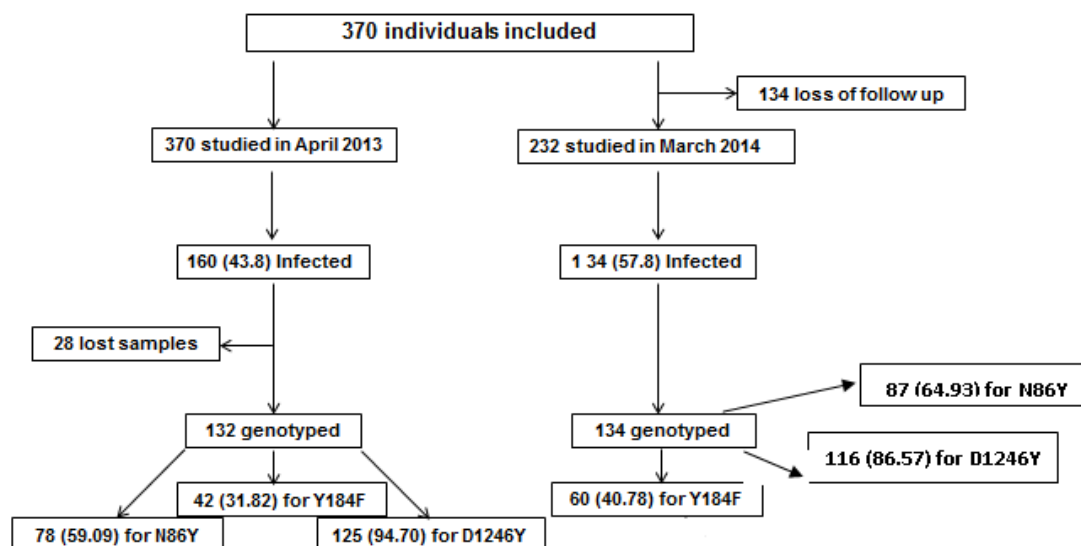 370 individuals included
134 loss of follow up
370 studied in April 2013
232 studied in March 2014
160 (43.8) Infected
1 34 (57.8) Infected
28 lost samples
87 (64.93) for N86Y
132 genotyped
134 genotyped
116 (86.57) for D1246Y
42 (31.82) for Y184F
60 (40.78) for Y184F
78 (59.09) for N86Y
125 (94.70) for D1246Y